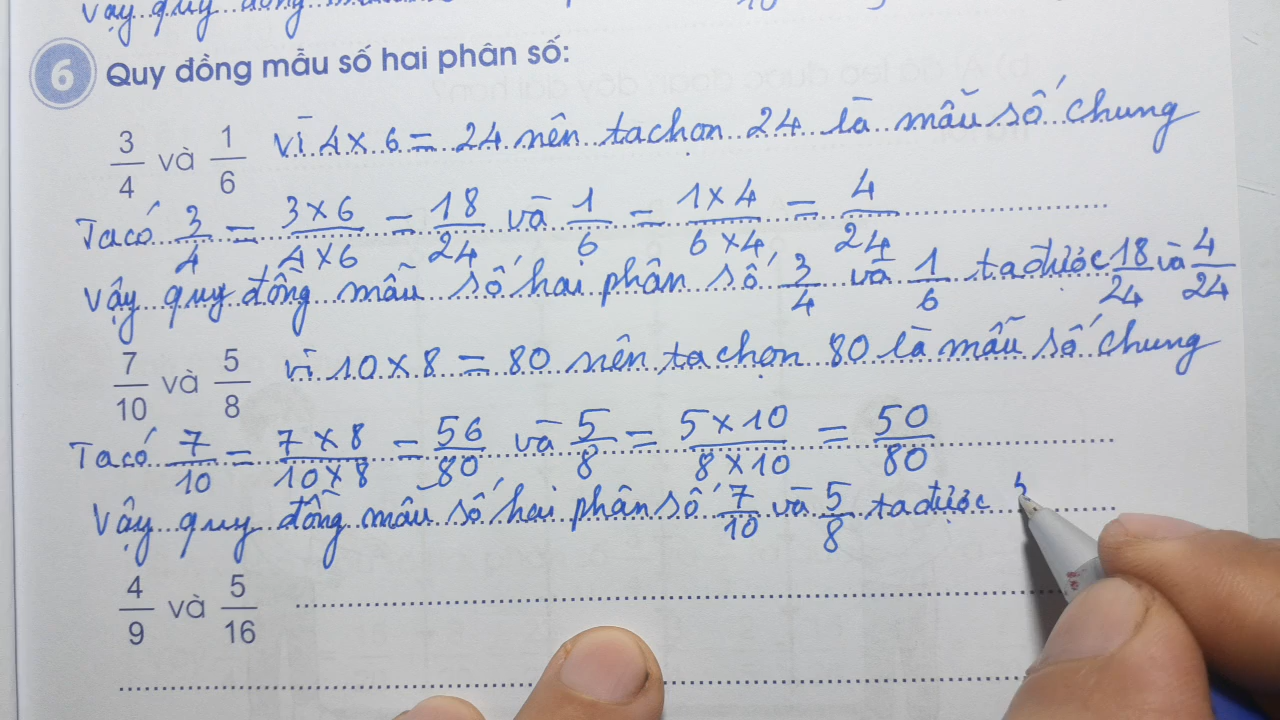 Vậy quy đồng
10
6 Quy đồng mẫu số hai phân số:
3/4 và 1/6 vì 4 x 6 = 24 nên ta chọn 24 là mẫu số chung
Ta có 3/4 = 3 x 6 / 4 x 6 = 18/24 và 1/6 = 1 x 4 / 6 x 4 = 4/24
Vậy quy đồng mẫu số hai phân số 3/4 và 1/6 ta được 18/24 và 4/24
7/10 và 5/8 vì 10 x 8 = 80 nên ta chọn 80 là mẫu số chung
Ta có 7/10 = 7 x 8 / 10 x 8 = 56/80 và 5/8 = 5 x 10 / 8 x 10 = 50/80
Vậy quy đồng mẫu số hai phân số 7/10 và 5/8 ta được
4/9 và 5/16